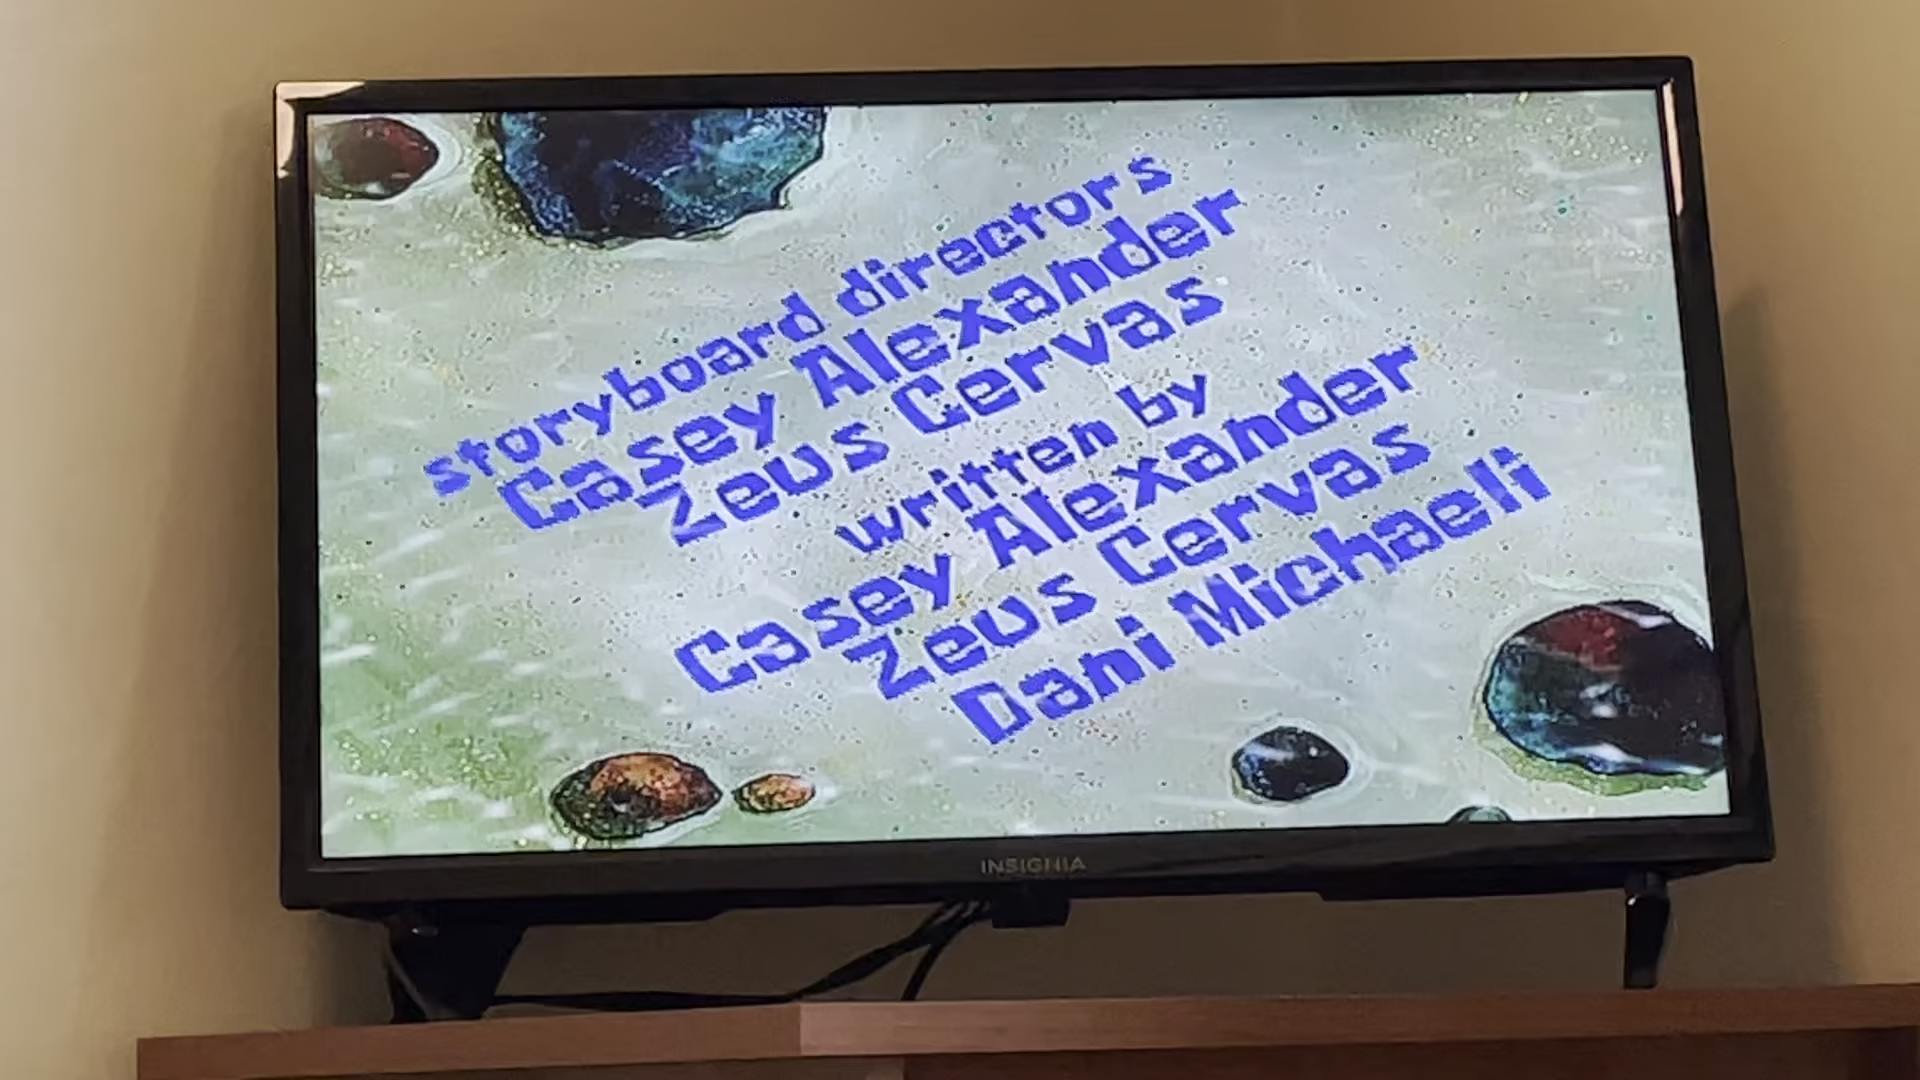 storyboard directors
Casey Alexander
Zeus Cervas
written by
Casey Alexander
Zeus Cervas
Dani Michaeli
INSIGNIA